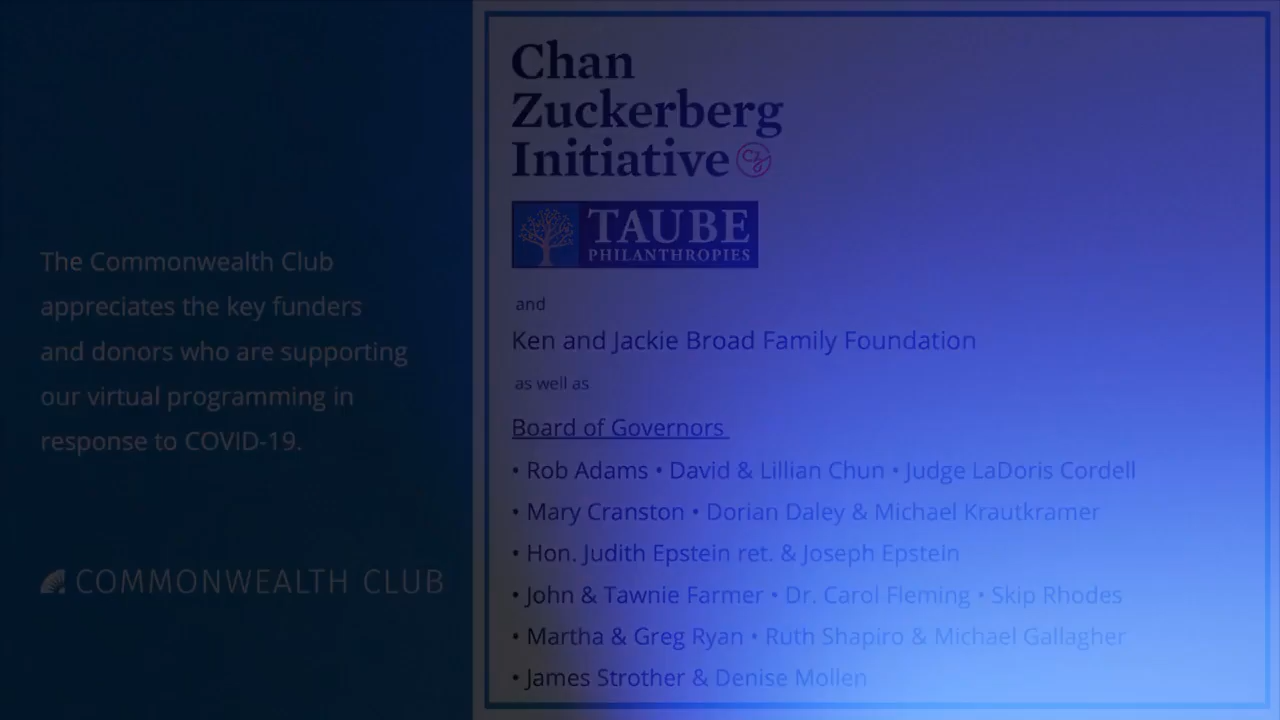 The Commonwealth Club
appreciates the key funders
and donors who are supporting
our virtual programming in
response to COVID-19.
COMMONWEALTH CLUB
Chan
Zuckerberg
Initiative
TAUBE
PHILANTHROPIES
and
Ken and Jackie Broad Family Foundation
as well as
Board of Governors
• Rob Adams • David & Lillian Chun • Judge LaDoris Cordell
• Mary Cranston • Dorian Daley & Michael Krautkramer
• Hon. Judith Epstein ret. & Joseph Epstein
• John & Tawnie Farmer • Dr. Carol Fleming • Skip Rhodes
• Martha & Greg Ryan • Ruth Shapiro & Michael Gallagher
• James Strother & Denise Mollen